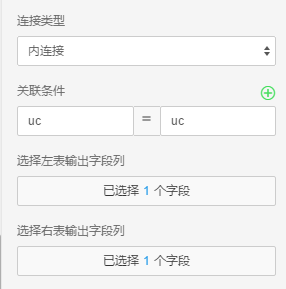 连接类型
内连接
关联条件
uc = uc
选择左表输出字段列
已选择 1 个字段
选择右表输出字段列
已选择 1 个字段